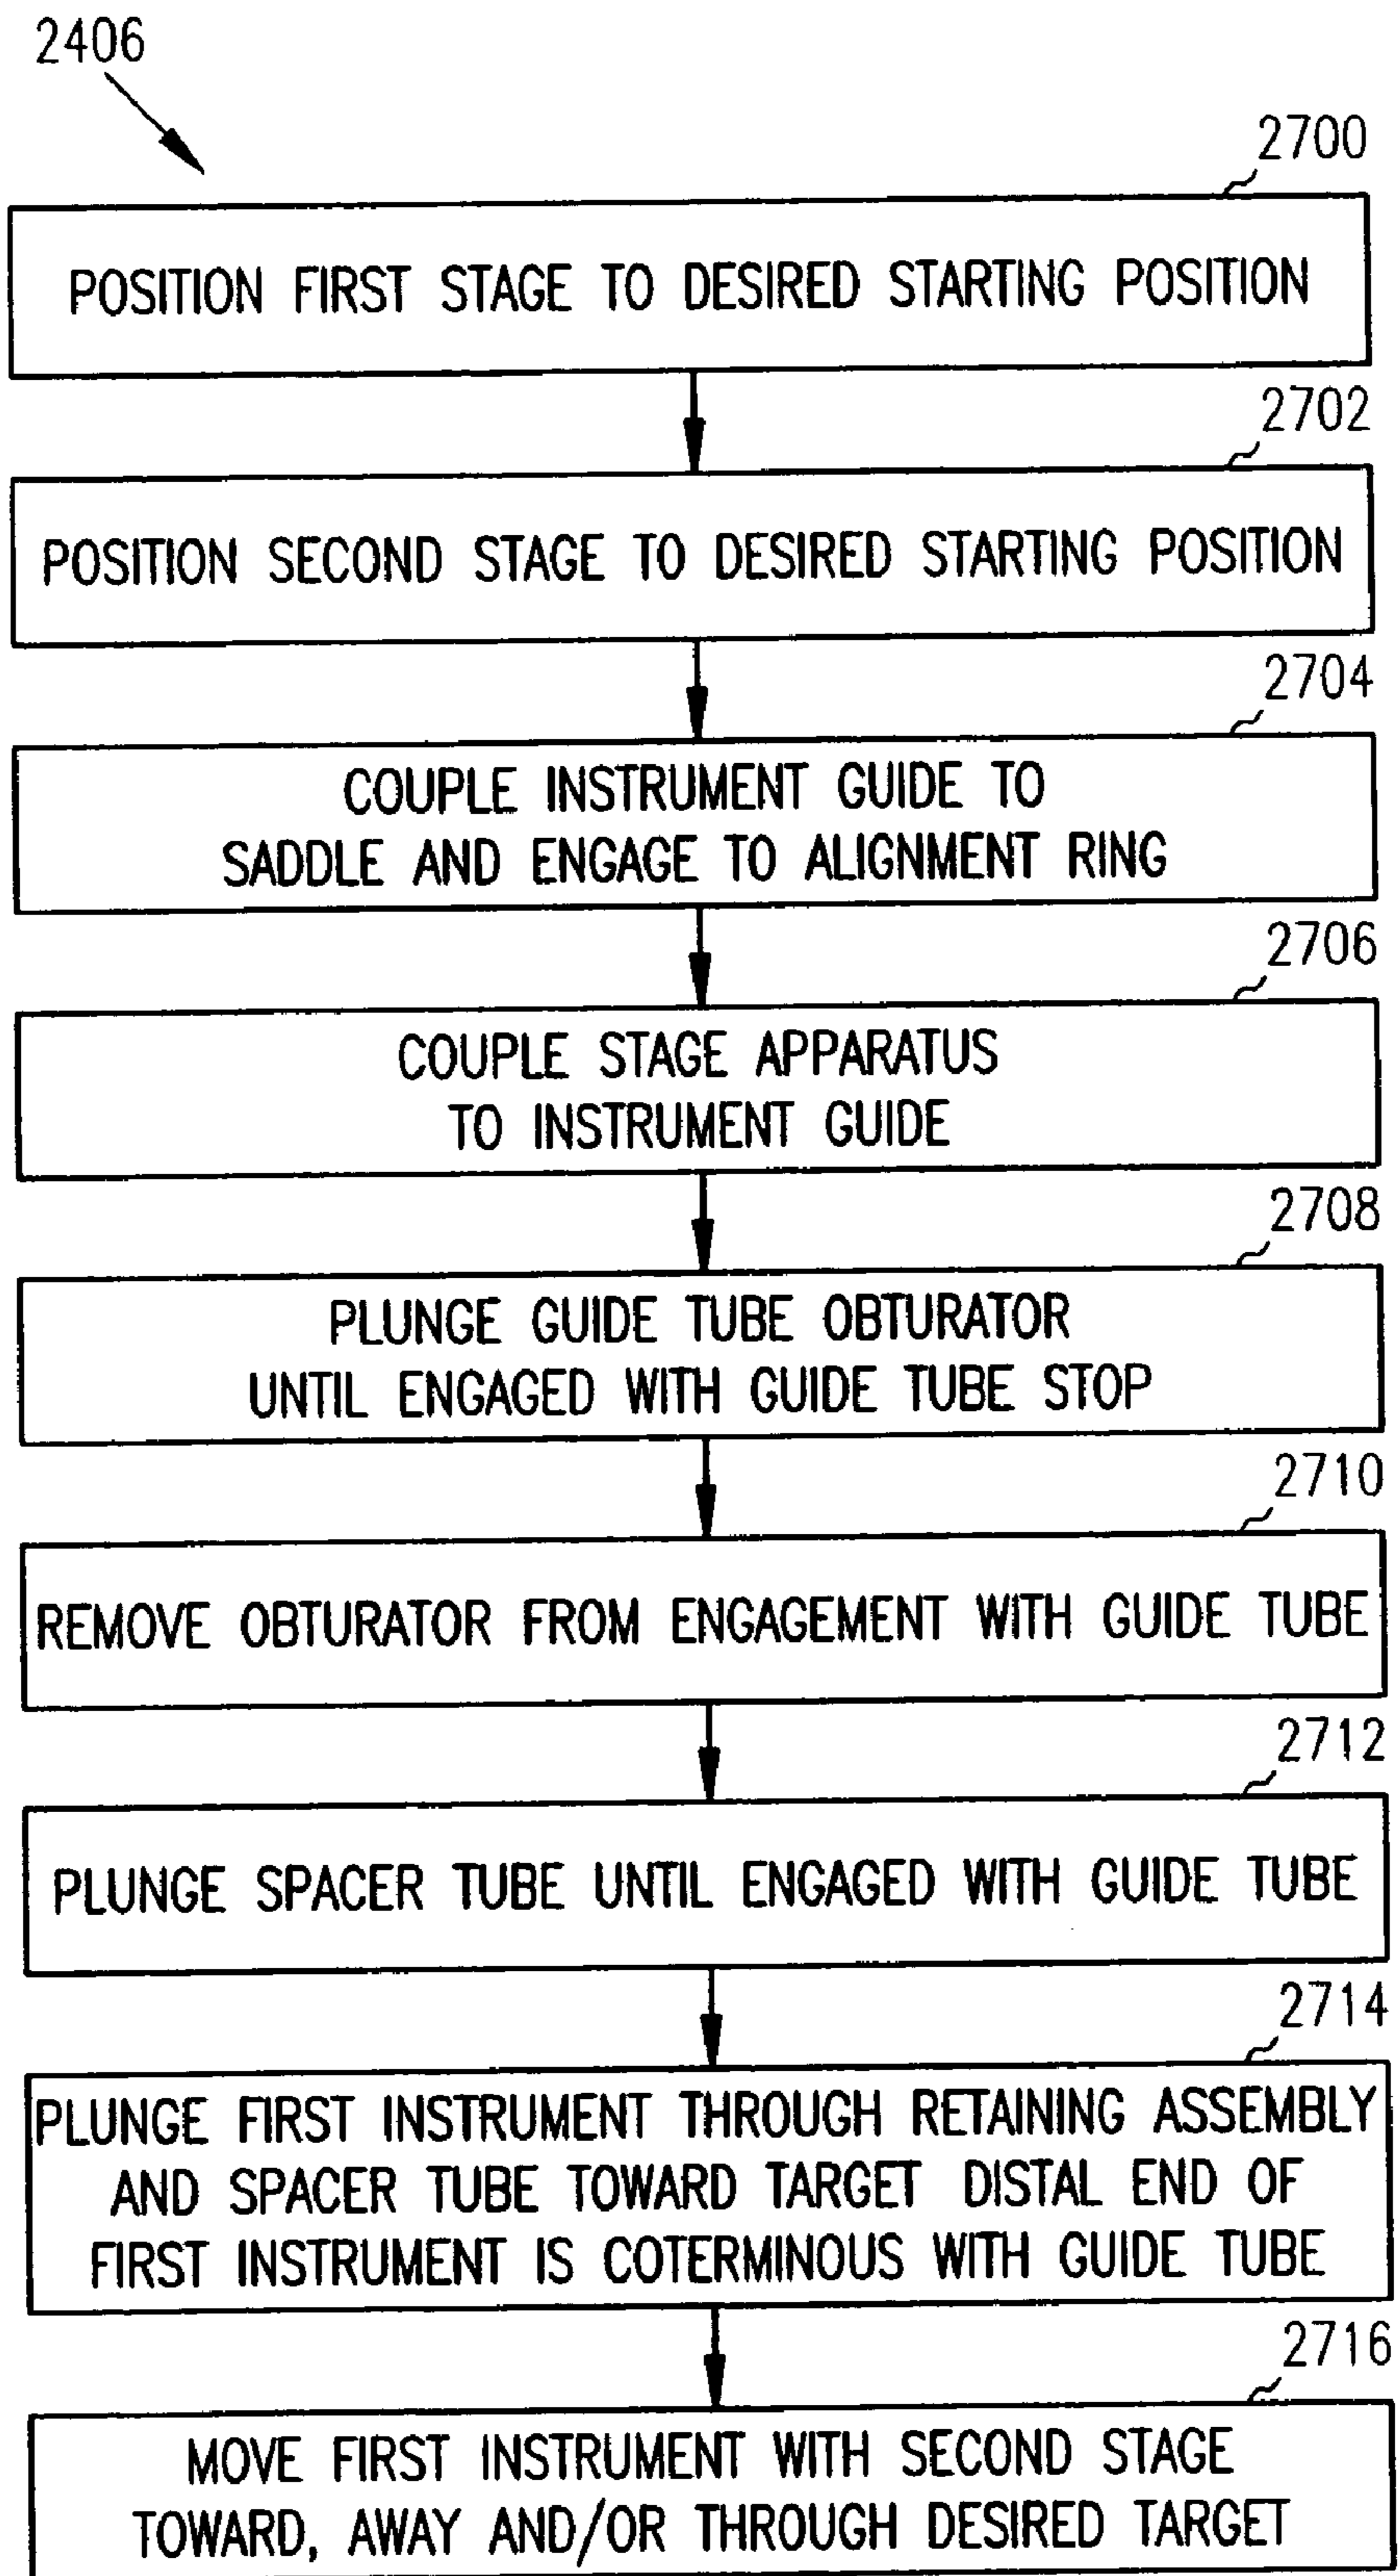 2406
2700
POSITION FIRST STAGE TO DESIRED STARTING POSITION
2702
POSITION SECOND STAGE TO DESIRED STARTING POSITION
2704
COUPLE INSTRUMENT GUIDE TO
SADDLE AND ENGAGE TO ALIGNMENT RING
2706
COUPLE STAGE APPARATUS
TO INSTRUMENT GUIDE
2708
PLUNGE GUIDE TUBE OBTURATOR
UNTIL ENGAGED WITH GUIDE TUBE STOP
2710
REMOVE OBTURATOR FROM ENGAGEMENT WITH GUIDE TUBE
2712
PLUNGE SPACER TUBE UNTIL ENGAGED WITH GUIDE TUBE
2714
PLUNGE FIRST INSTRUMENT THROUGH RETAINING ASSEMBLY
AND SPACER TUBE TOWARD TARGET DISTAL END OF
FIRST INSTRUMENT IS COTERMINOUS WITH GUIDE TUBE
2716
MOVE FIRST INSTRUMENT WITH SECOND STAGE
TOWARD, AWAY AND/OR THROUGH DESIRED TARGET